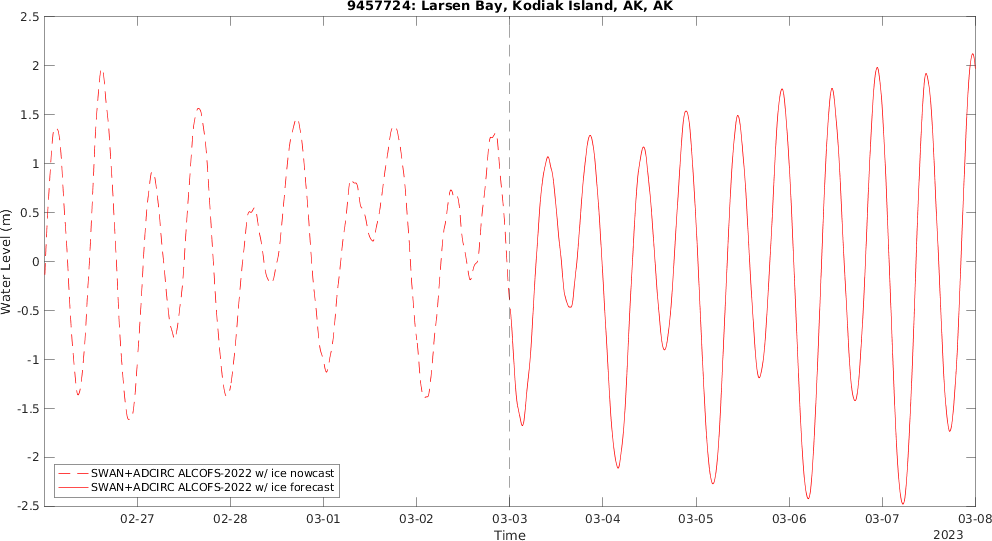 9457724: Larsen Bay, Kodiak Island, AK, AK
2.5
2
1.5
1
0.5
0
-0.5
-1
-1.5
-2
-2.5
Water Level (m)
SWAN+ADCIRC ALCOFS-2022 w/ ice nowcast
SWAN+ADCIRC ALCOFS-2022 w/ ice forecast
02-27 02-28 03-01 03-02 03-03 03-04 03-05 03-06 03-07 03-08
Time
2023